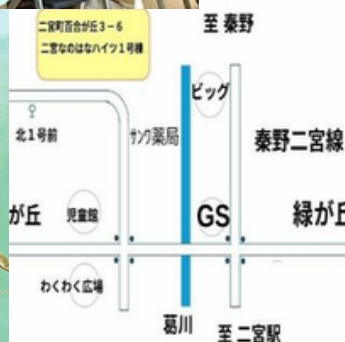 二宮町百合が丘3－6
二宮なのはなハイツ1号棟
至 秦野
ビッグ
北1号前
サンワ薬局
秦野二宮線
が丘
児童館
GS
緑が丘
わくわく広場
葛川
至 二宮駅